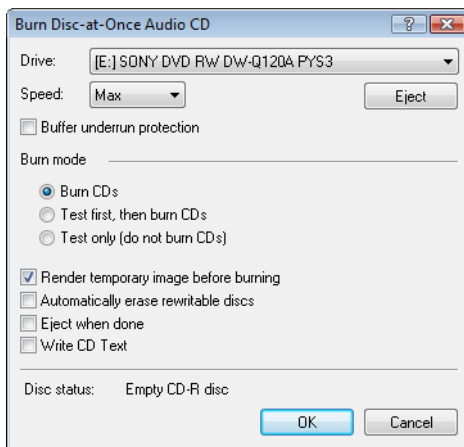 Burn Disc-at-Once Audio CD
Drive: [E:] SONY DVD RW DW-Q120A PYS3
Speed: Max Eject
Buffer underrun protection
Burn mode
Burn CDs
Test first, then burn CDs
Test only (do not burn CDs)
Render temporary image before burning
Automatically erase rewritable discs
Eject when done
Write CD Text
Disc status: Empty CD-R disc
OK Cancel